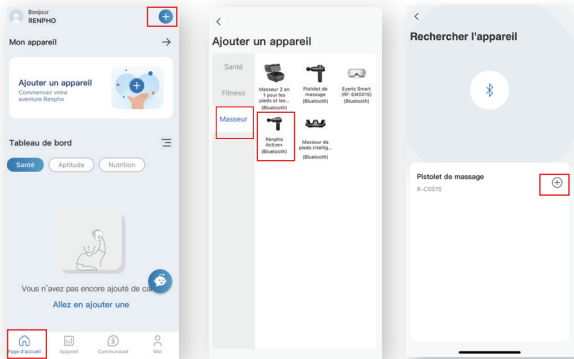 Bonjour
RENPHO
Mon appareil
Ajouter un appareil
Commencez votre
aventure Renpho
Tableau de bord
Santé
Aptitude
Nutrition
Vous n'avez pas encore ajouté de ca
Allez en ajouter une
Page d'accueil
Appareil
Communauté
Moi
Ajouter un appareil
Santé
Fitness
Masseur
Masseur 2 en
1 pour les
pieds et les...
(Bluetooth)
Pistolet de
massage
(Bluetooth)
Eyeris Smart
(RF-EM001S)
(Bluetooth)
Renpho
Active+
(Bluetooth)
Masseur de
pieds intellig...
(Bluetooth)
Rechercher l'appareil
Pistolet de massage
R-C001S